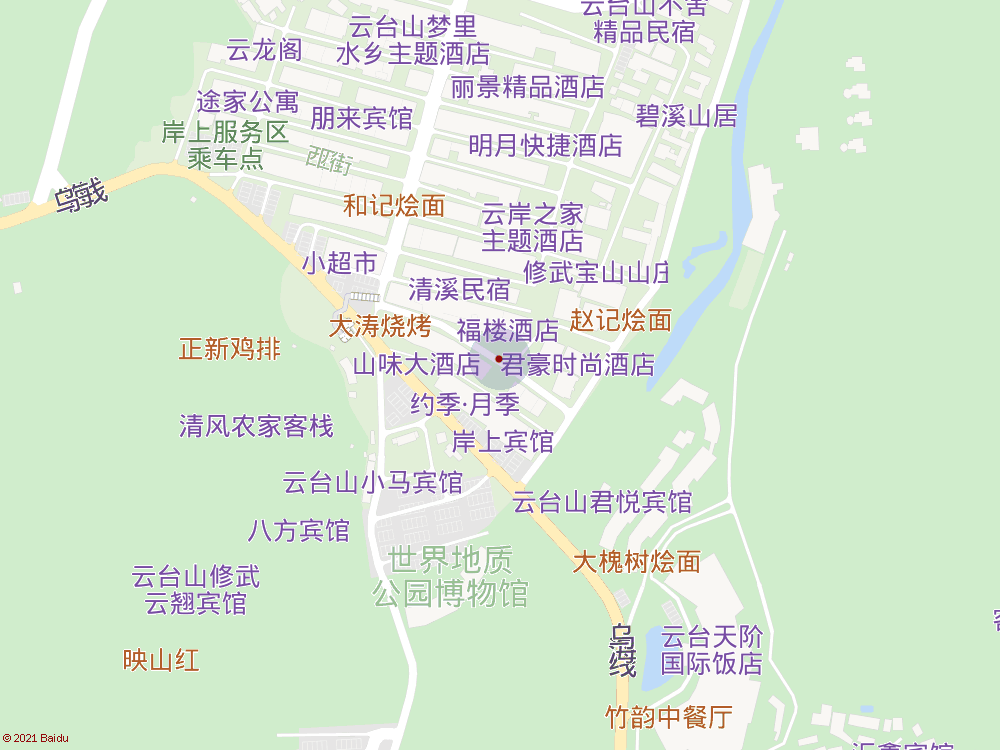 云台山不舍
精品民宿
云台山梦里
水乡主题酒店
云龙阁
丽景精品酒店
途家公寓
朋来宾馆
碧溪山居
岸上服务区
乘车点
明月快捷酒店
西街
乌
和记烩面
云岸之家
主题酒店
小超市
修武宝山山庄
清溪民宿
大涛烧烤
福楼酒店
赵记烩面
正新鸡排
山味大酒店
君豪时尚酒店
约季·月季
清风农家客栈
岸上宾馆
云台山小马宾馆
云台山君悦宾馆
八方宾馆
世界地质
公园博物馆
大槐树烩面
云台山修武
云翘宾馆
乌海线
云台天阶
国际饭店
映山红
竹韵中餐厅
汇鑫宾馆
© 2021 Baidu